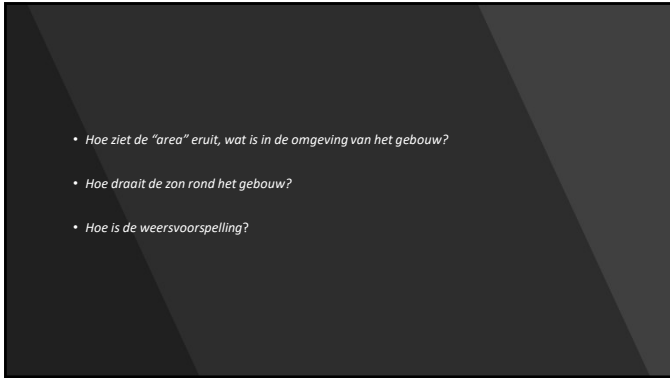 • Hoe ziet de “area” eruit, wat is in de omgeving van het gebouw?
• Hoe draait de zon rond het gebouw?
• Hoe is de weersvoorspelling?